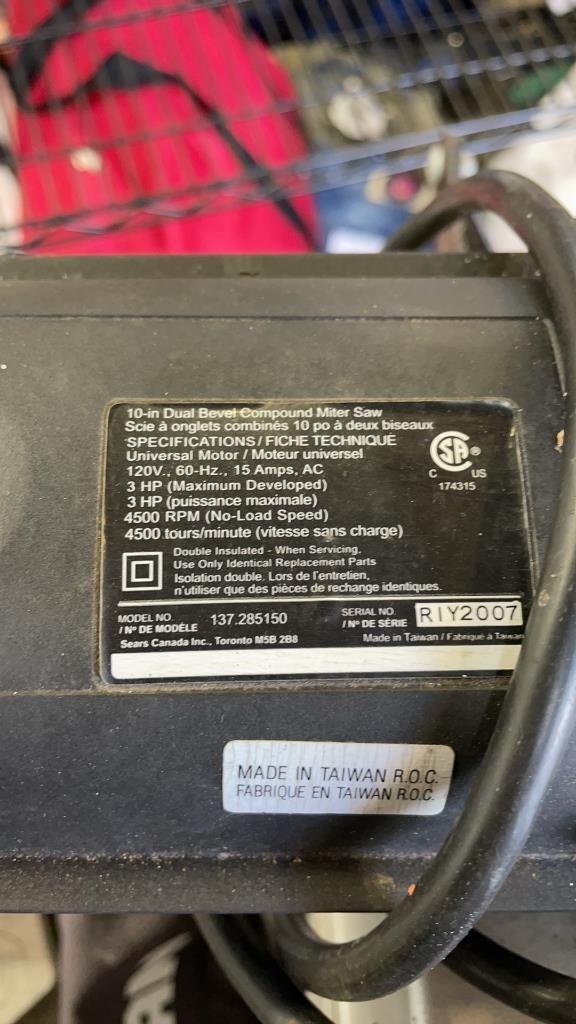 10-in Dual Bevel Compound Miter Saw
Scie à onglets combinés 10 po à deux biseaux
SPECIFICATIONS / FICHE TECHNIQUE
Universal Motor / Moteur universel
120V., 60-Hz., 15 Amps, AC
3 HP (Maximum Developed)
3 HP (puissance maximale)
4500 RPM (No-Load Speed)
4500 tours/minute (vitesse sans charge)
C SA US
174315
Double Insulated - When Servicing,
Use Only Identical Replacement Parts
Isolation double. Lors de l'entretien,
n'utiliser que des pièces de rechange identiques.
MODEL NO.
/ Nº DE MODÈLE 137.285150
SERIAL NO.
/ Nº DE SÉRIE RIY2007
Sears Canada Inc., Toronto M5B 2B8
Made in Taiwan / Fabriqué à Taiwan
MADE IN TAIWAN R.O.C.
FABRIQUE EN TAIWAN R.O.C.